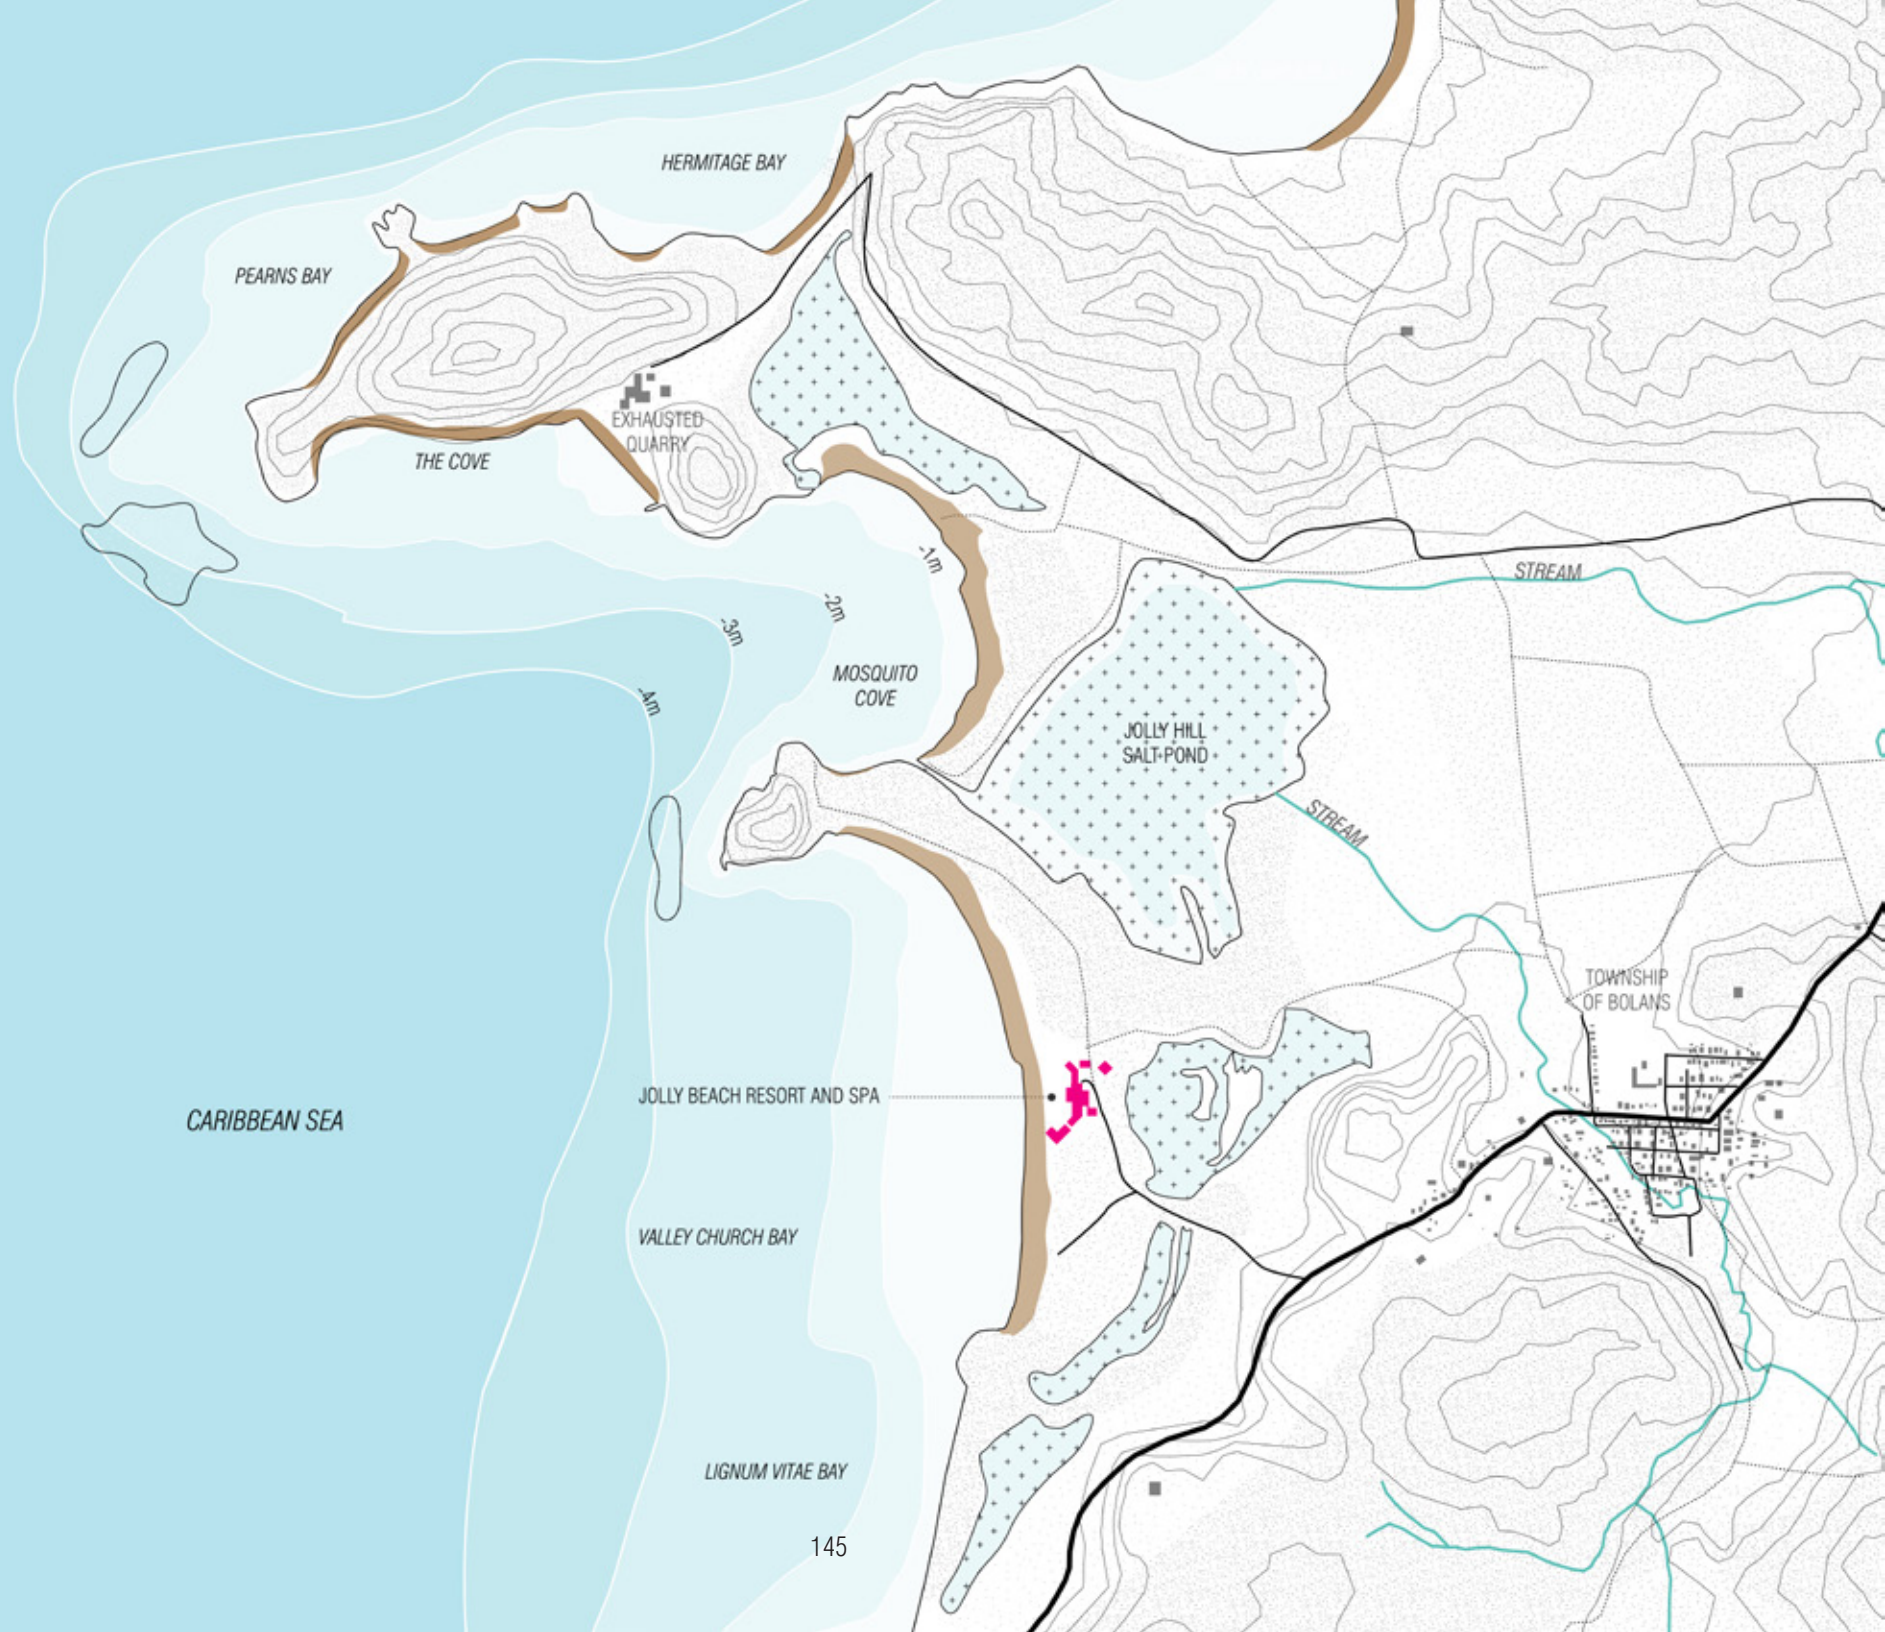 HERMITAGE BAY
PEARNS BAY
EXHAUSTED
QUARRY
THE COVE
-1m
-2m
-3m
-4m
STREAM
MOSQUITO
COVE
JOLLY HILL
SALT POND
STREAM
TOWNSHIP
OF BOLANS
JOLLY BEACH RESORT AND SPA
CARIBBEAN SEA
VALLEY CHURCH BAY
LIGNUM VITAE BAY
145